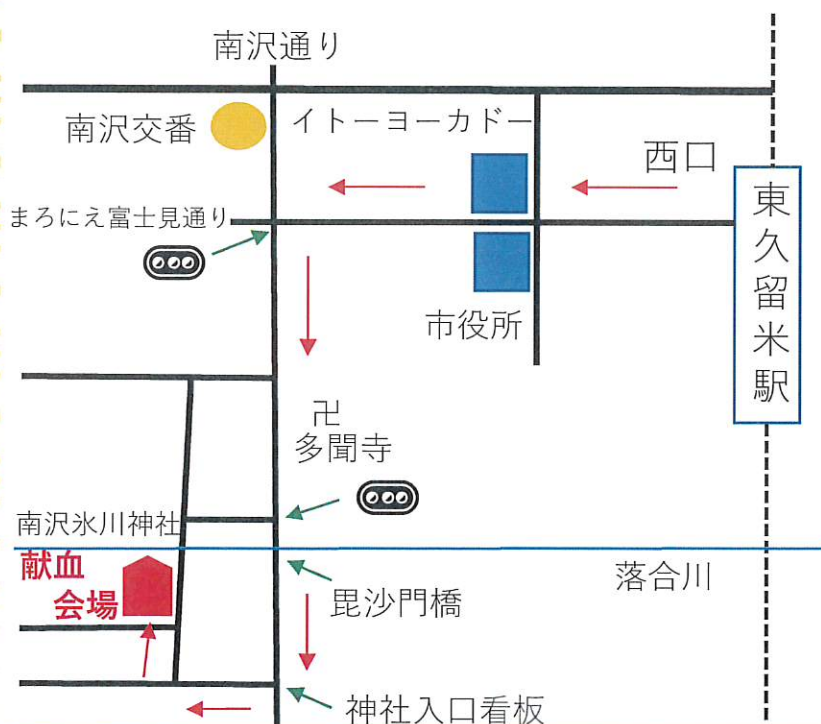 南沢通り
南沢交番
イトーヨーカドー
西口
まろにえ富士見通り
東久留米駅
市役所
卍
多聞寺
南沢氷川神社
献血
会場
落合川
毘沙門橋
神社入口看板